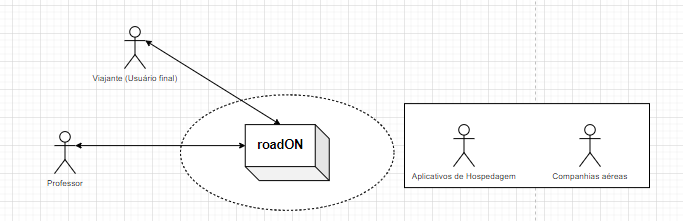 Viajante (Usuário final)
roadON
Professor
Aplicativos de Hospedagem
Companhias aéreas